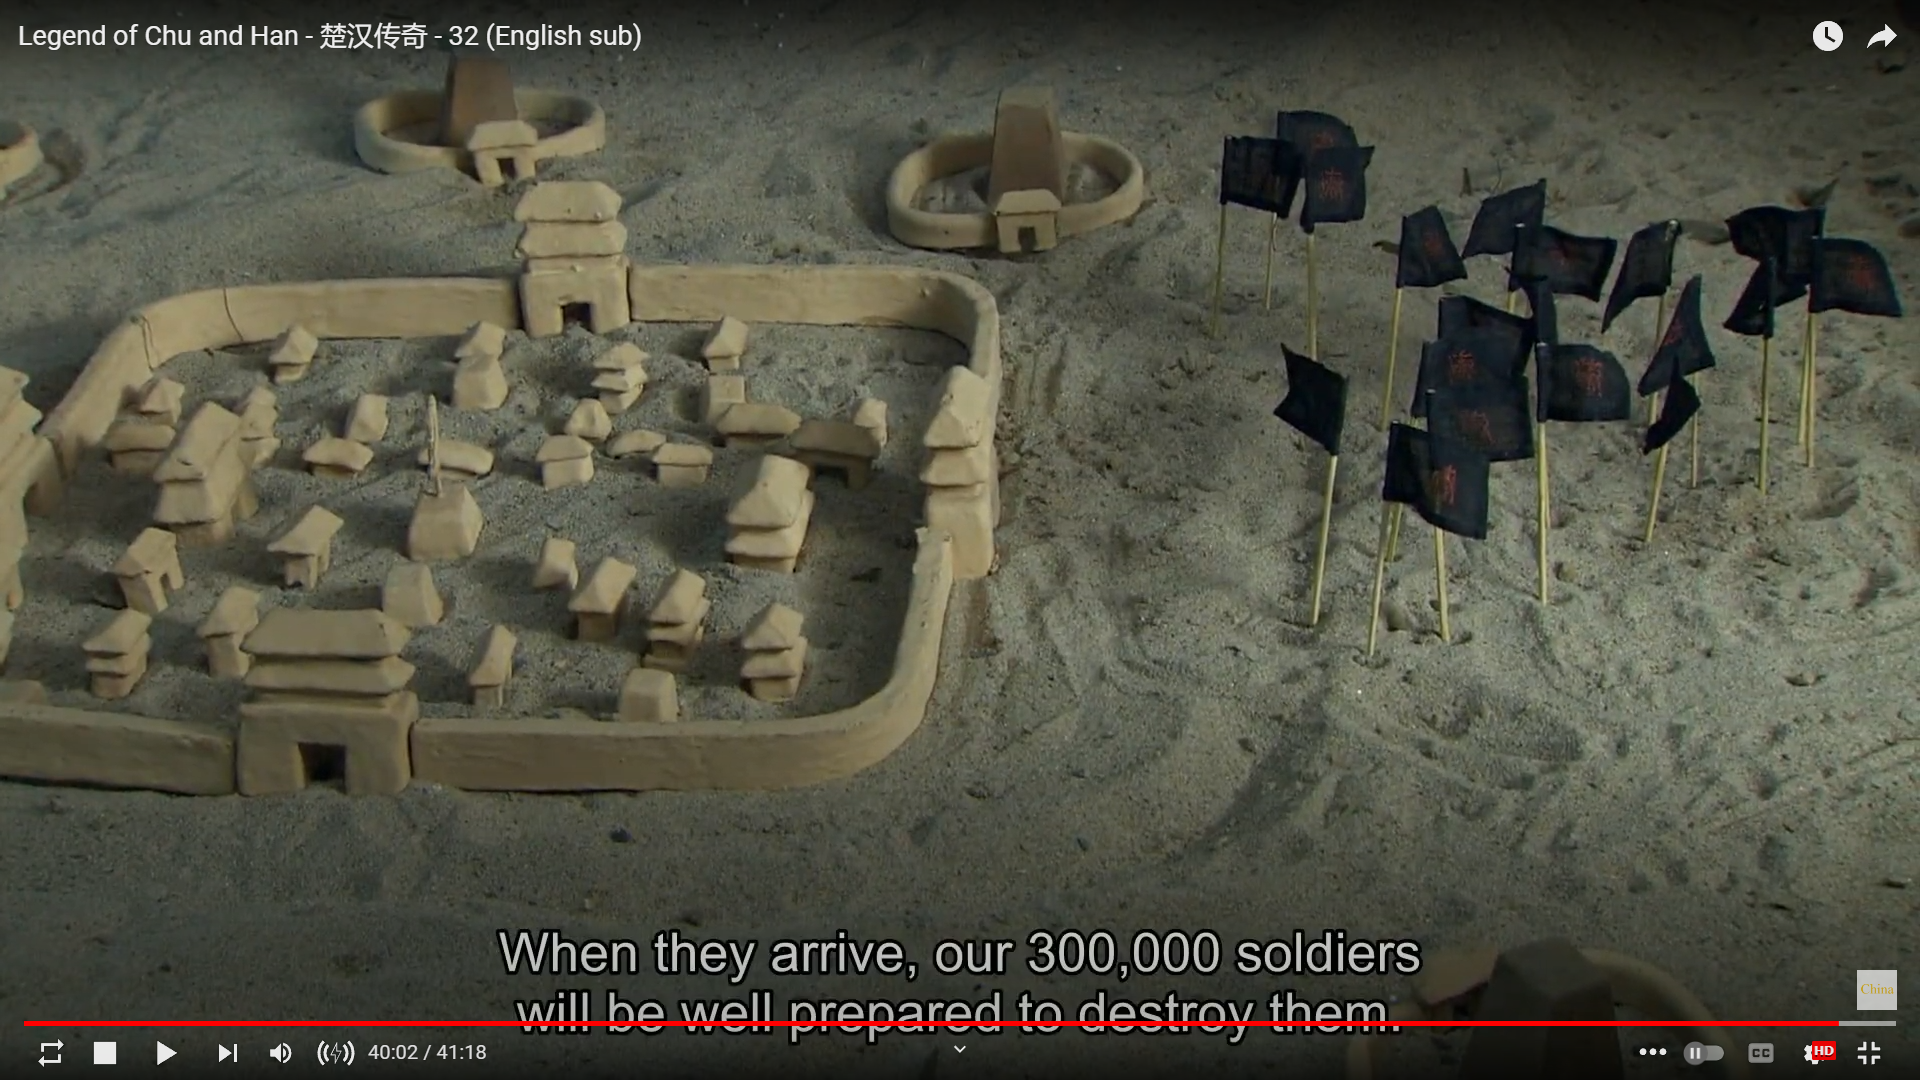 Legend of Chu and Han - 楚汉传奇 - 32 (English sub)
When they arrive, our 300,000 soldiers
will be well prepared to destroy them.
China
40:02 / 41:18
CC
HD